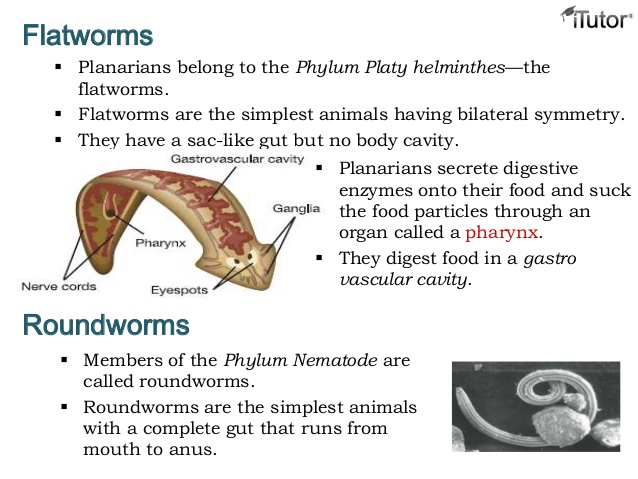 iTutor
Flatworms
▪ Planarians belong to the Phylum Platy helminthes—the
flatworms.
▪ Flatworms are the simplest animals having bilateral symmetry.
▪ They have a sac-like gut but no body cavity.
Gastrovascular cavity
Ganglia
Pharynx
Nerve cords
Eyespots
▪ Planarians secrete digestive
enzymes onto their food and suck
the food particles through an
organ called a pharynx.
▪ They digest food in a gastro
vascular cavity.
Roundworms
▪ Members of the Phylum Nematode are
called roundworms.
▪ Roundworms are the simplest animals
with a complete gut that runs from
mouth to anus.